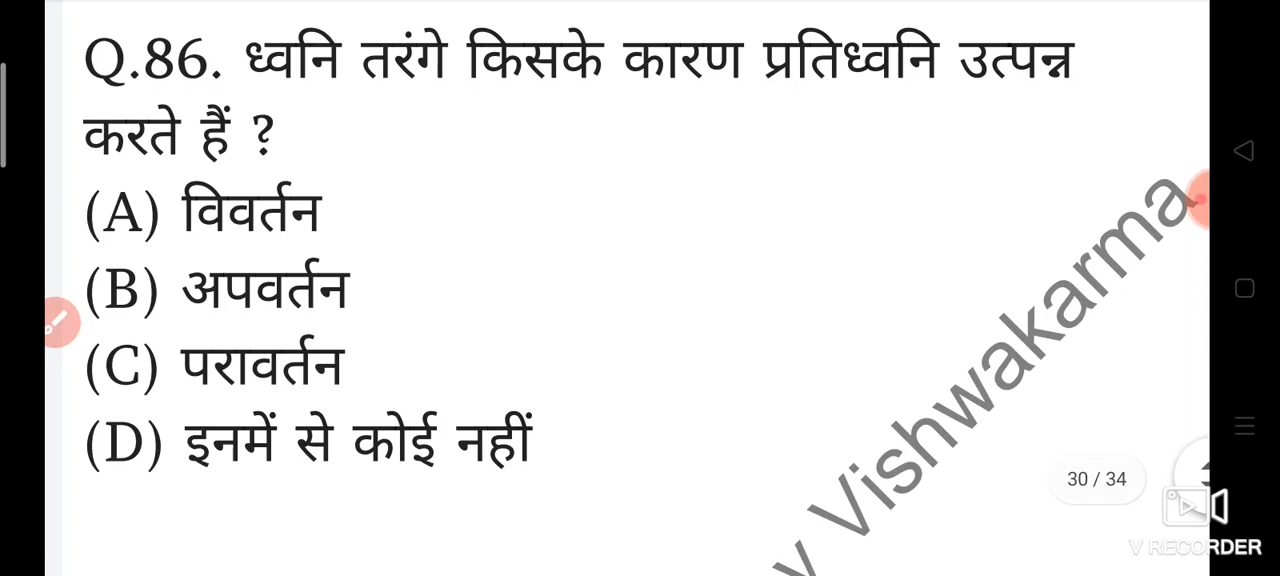 Q.86. ध्वनि तरंगे किसके कारण प्रतिध्वनि उत्पन्न
करते हैं ?
(A) विवर्तन
(B) अपवर्तन
(C) परावर्तन
(D) इनमें से कोई नहीं
Vishwakarma
30 / 34
V RECORDER